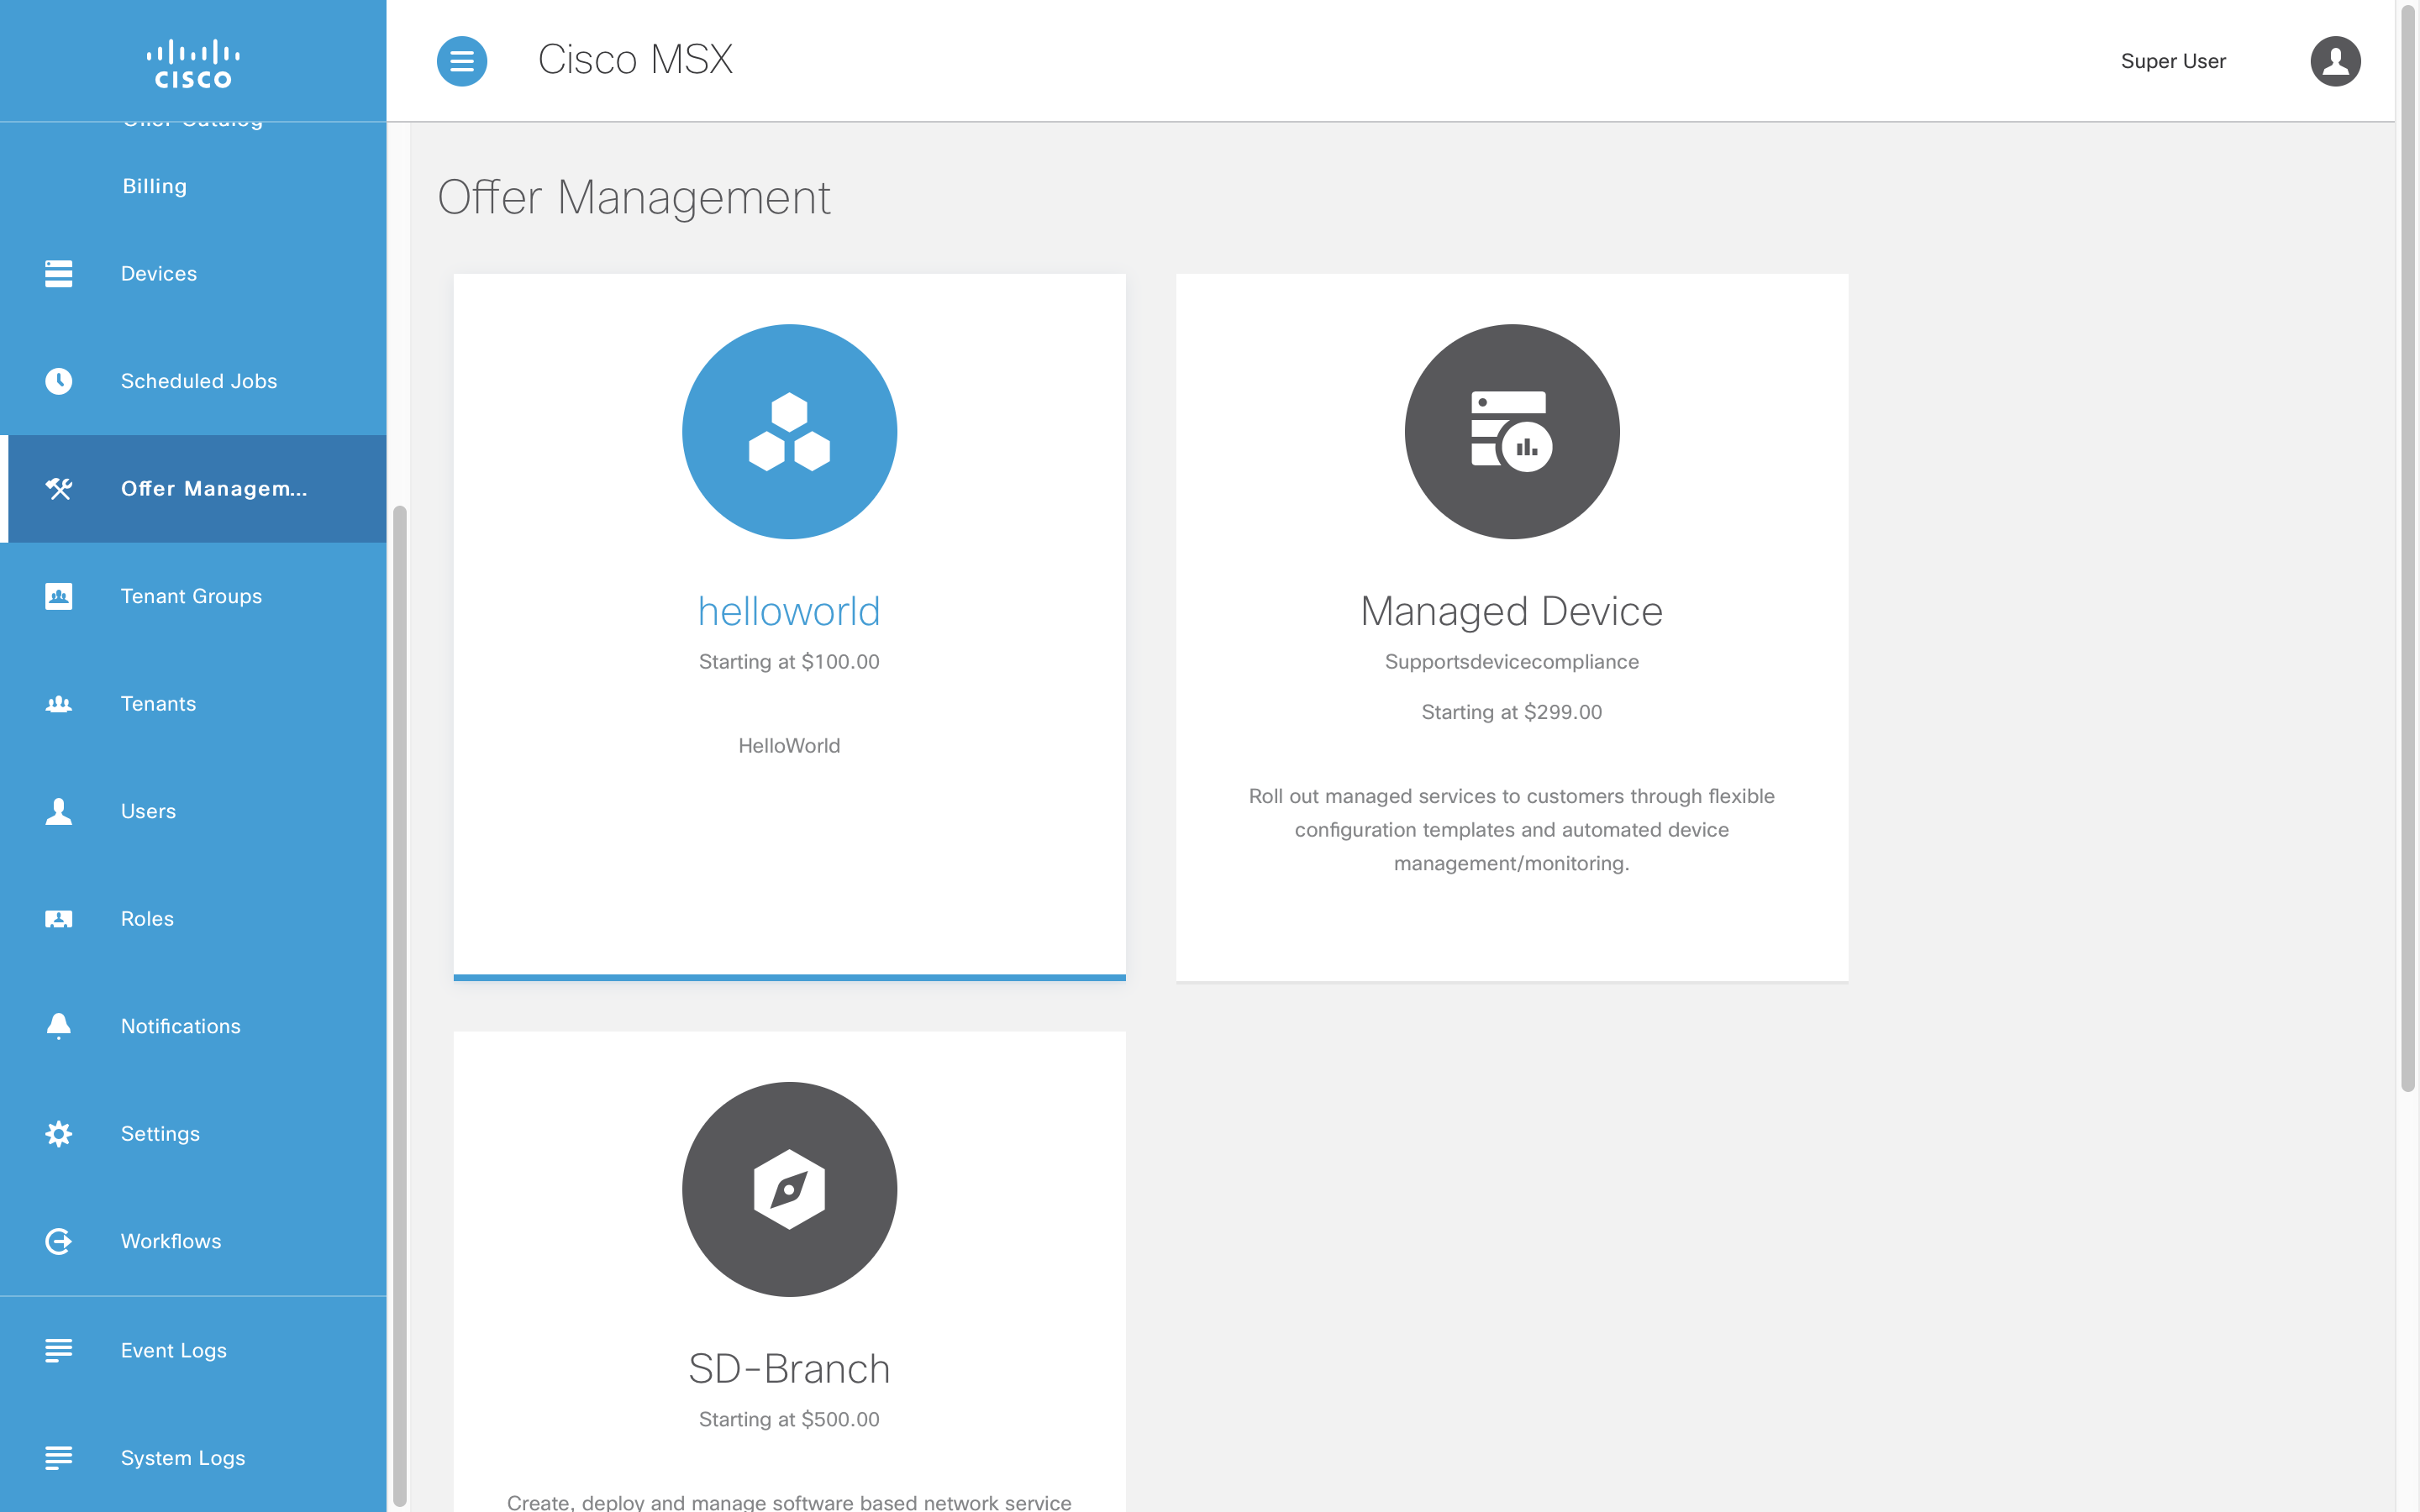 CISCO
Cisco MSX
Super User
Offer Catalog
Billing
Devices
Scheduled Jobs
Offer Managem...
Tenant Groups
Tenants
Users
Roles
Notifications
Settings
Workflows
Event Logs
System Logs
Offer Management
helloworld
Starting at $100.00
HelloWorld
Managed Device
Supportsdevicecompliance
Starting at $299.00
Roll out managed services to customers through flexible
configuration templates and automated device
management/monitoring.
SD-Branch
Starting at $500.00
Create, deploy and manage software based network service